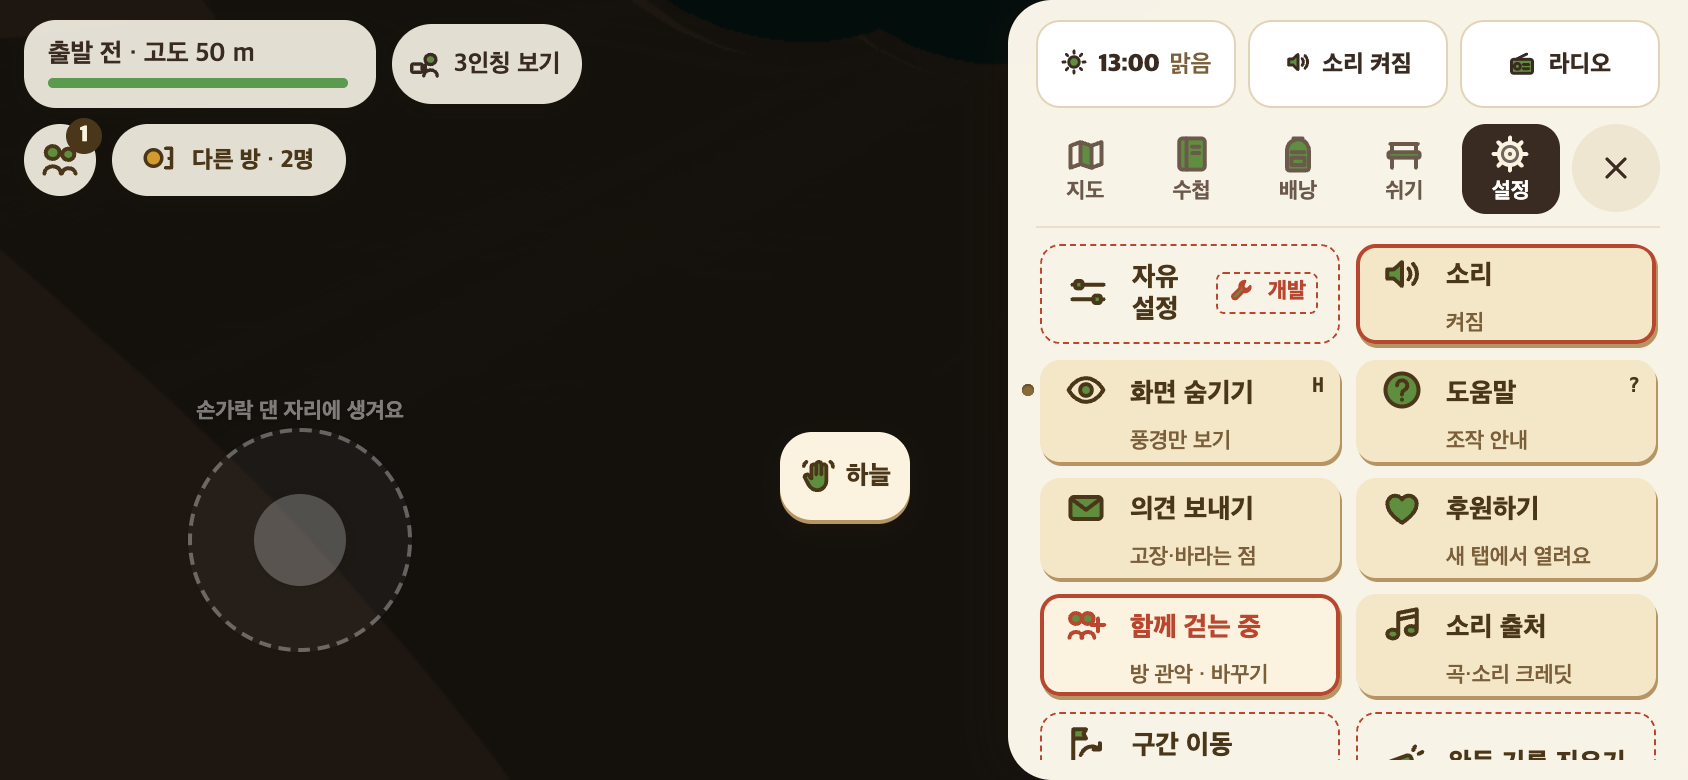 출발 전 · 고도 50 m
3인칭 보기
1
다른 방 · 2명
13:00 맑음
소리 켜짐
라디오
지도
수첩
배낭
쉬기
설정
자유
설정
개발
소리
켜짐
화면 숨기기
H
풍경만 보기
도움말
?
조작 안내
손가락 댄 자리에 생겨요
하늘
의견 보내기
고장·바라는 점
후원하기
새 탭에서 열려요
함께 걷는 중
방 관악 · 바꾸기
소리 출처
곡·소리 크레딧
구간 이동